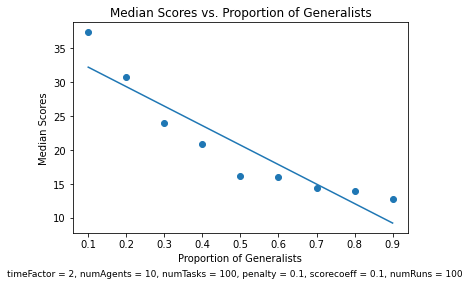 Median Scores vs. Proportion of Generalists
Median Scores
35
30
25
20
15
10
0.1 0.2 0.3 0.4 0.5 0.6 0.7 0.8 0.9
Proportion of Generalists
timeFactor = 2, numAgents = 10, numTasks = 100, penalty = 0.1, scorecoeff = 0.1, numRuns = 100